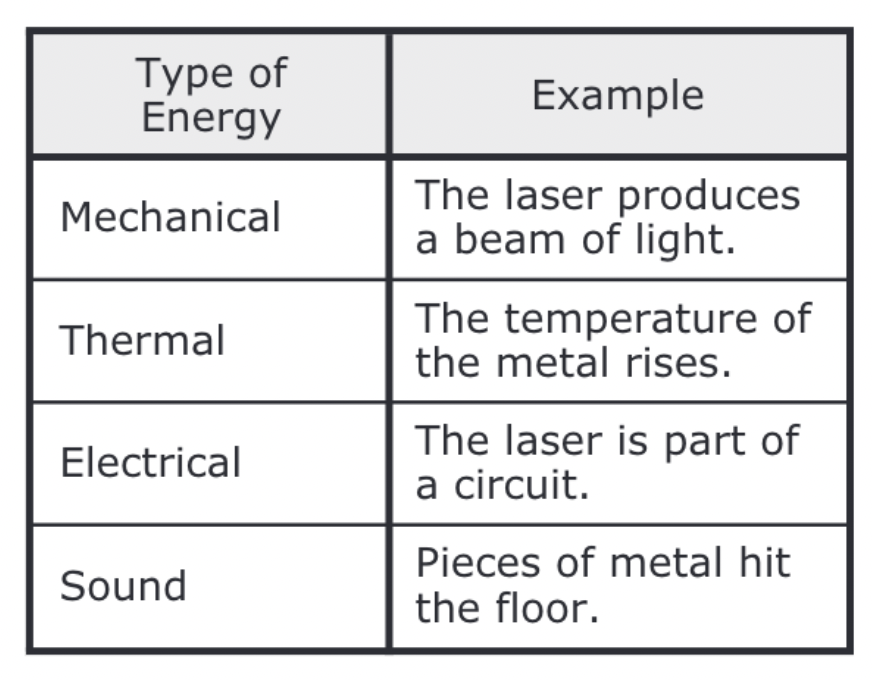 Type of
Energy
Example
Mechanical
The laser produces
a beam of light.
Thermal
The temperature of
the metal rises.
Electrical
The laser is part of
a circuit.
Sound
Pieces of metal hit
the floor.